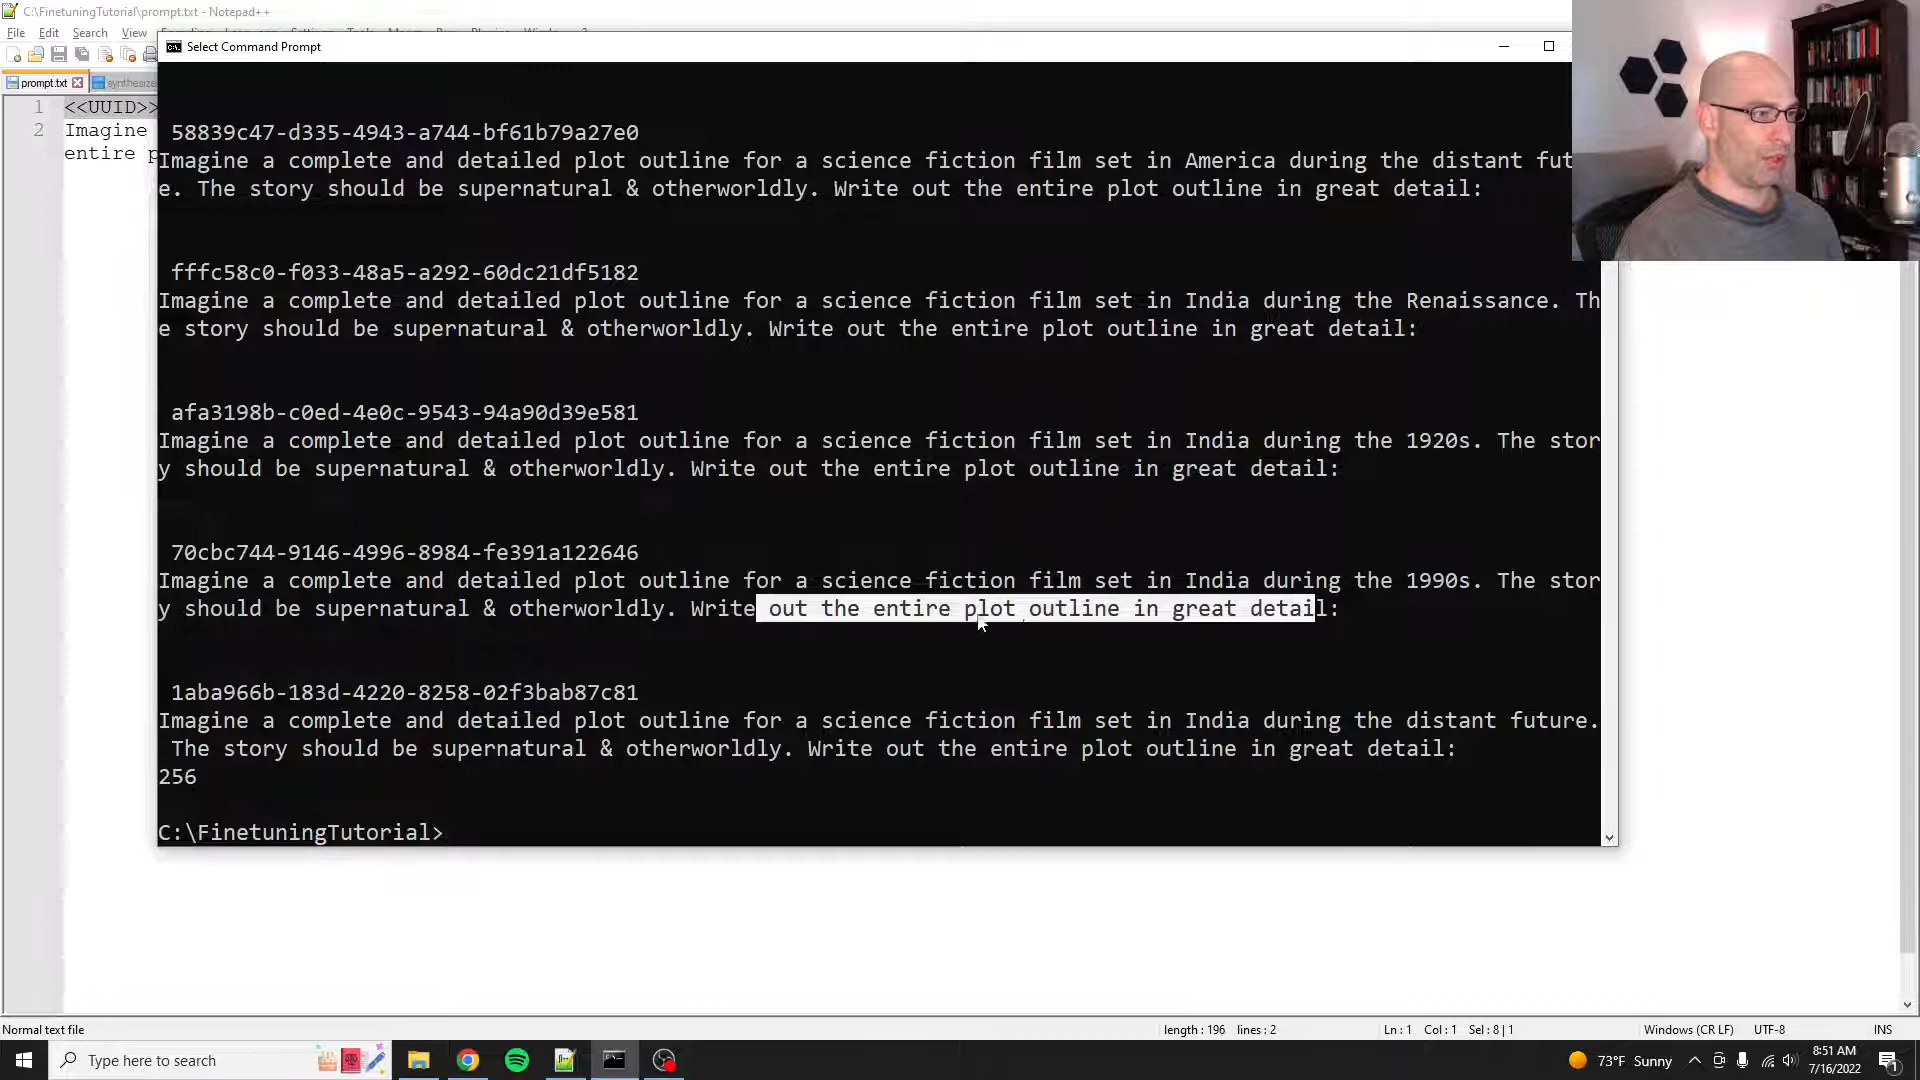 C:\FinetuningTutorial\prompt.txt - Notepad++
File Edit Search View
Select Command Prompt
prompt.txt
synthesize
1 <<UUID>>
2 Imagine
entire p
58839c47-d335-4943-a744-bf61b79a27e0
Imagine a complete and detailed plot outline for a science fiction film set in America during the distant fut
e. The story should be supernatural & otherworldly. Write out the entire plot outline in great detail:
fffc58c0-f033-48a5-a292-60dc21df5182
Imagine a complete and detailed plot outline for a science fiction film set in India during the Renaissance. Th
e story should be supernatural & otherworldly. Write out the entire plot outline in great detail:
afa3198b-c0ed-4e0c-9543-94a90d39e581
Imagine a complete and detailed plot outline for a science fiction film set in India during the 1920s. The stor
y should be supernatural & otherworldly. Write out the entire plot outline in great detail:
70cbc744-9146-4996-8984-fe391a122646
Imagine a complete and detailed plot outline for a science fiction film set in India during the 1990s. The stor
y should be supernatural & otherworldly. Write out the entire plot outline in great detail:
1aba966b-183d-4220-8258-02f3bab87c81
Imagine a complete and detailed plot outline for a science fiction film set in India during the distant future.
The story should be supernatural & otherworldly. Write out the entire plot outline in great detail:
256
C:\FinetuningTutorial>
Normal text file length : 196 lines : 2 Ln : 1 Col : 1 Sel : 8 | 1 Windows (CR LF) UTF-8 INS
Type here to search
73°F Sunny
8:51 AM
7/16/2022
1